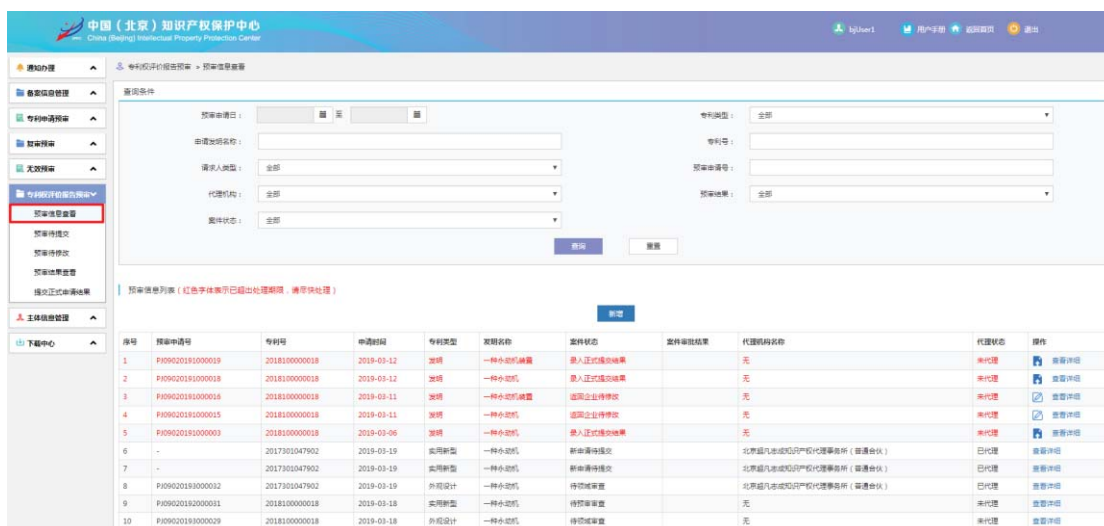 中国（北京）知识产权保护中心
China (Beijing) Intellectual Property Protection Center
bjUser1 用户手册 返回首页 退出
通知办理
专利权评价报告预审 > 预审信息查看
备案信息管理
专利申请预审
复审预审
无效预审
专利权评价报告预审
预审信息查看
预审待提交
预审待修改
预审结果查看
提交正式申请结果
主体信息管理
下载中心
查询条件
预审申请日： 至 专利类型： 全部
申请发明名称： 专利号：
请求人类型： 全部 预审申请号：
代理机构： 全部 预审结果： 全部
案件状态： 全部
查询 重置
预审信息列表（红色字体表示已超出处理期限，请尽快处理）
新增
序号 预审申请号 专利号 申请时间 专利类型 发明名称 案件状态 案件审批结果 代理机构名称 代理状态 操作
1 PJ09020191000019 2018100000018 2019-03-12 发明 一种小动机装置 录入正式提交结果 无 未代理 查看详细
2 PJ09020191000018 2018100000018 2019-03-12 发明 一种小动机 录入正式提交结果 无 未代理 查看详细
3 PJ09020191000016 2018100000018 2019-03-11 发明 一种小动机装置 返回企业待修改 无 未代理 查看详细
4 PJ09020191000015 2018100000018 2019-03-11 发明 一种小动机 返回企业待修改 无 未代理 查看详细
5 PJ09020191000003 2018100000018 2019-03-06 发明 一种小动机 录入正式提交结果 无 未代理 查看详细
6 - 2017301047902 2019-03-19 实用新型 一种小动机 新申请待提交 北京超凡志成知识产权代理事务所（普通合伙） 已代理 查看详细
7 - 2017301047902 2019-03-19 实用新型 一种小动机 新申请待提交 北京超凡志成知识产权代理事务所（普通合伙） 已代理 查看详细
8 PJ09020193000032 2017301047902 2019-03-19 外观设计 一种小动机 待领域审查 北京超凡志成知识产权代理事务所（普通合伙） 已代理 查看详细
9 PJ09020192000031 2018100000018 2019-03-18 实用新型 一种小动机 待预审审查 无 未代理 查看详细
10 PJ09020193000029 2018100000018 2019-03-18 外观设计 一种小动机 待领域审查 无 未代理 查看详细